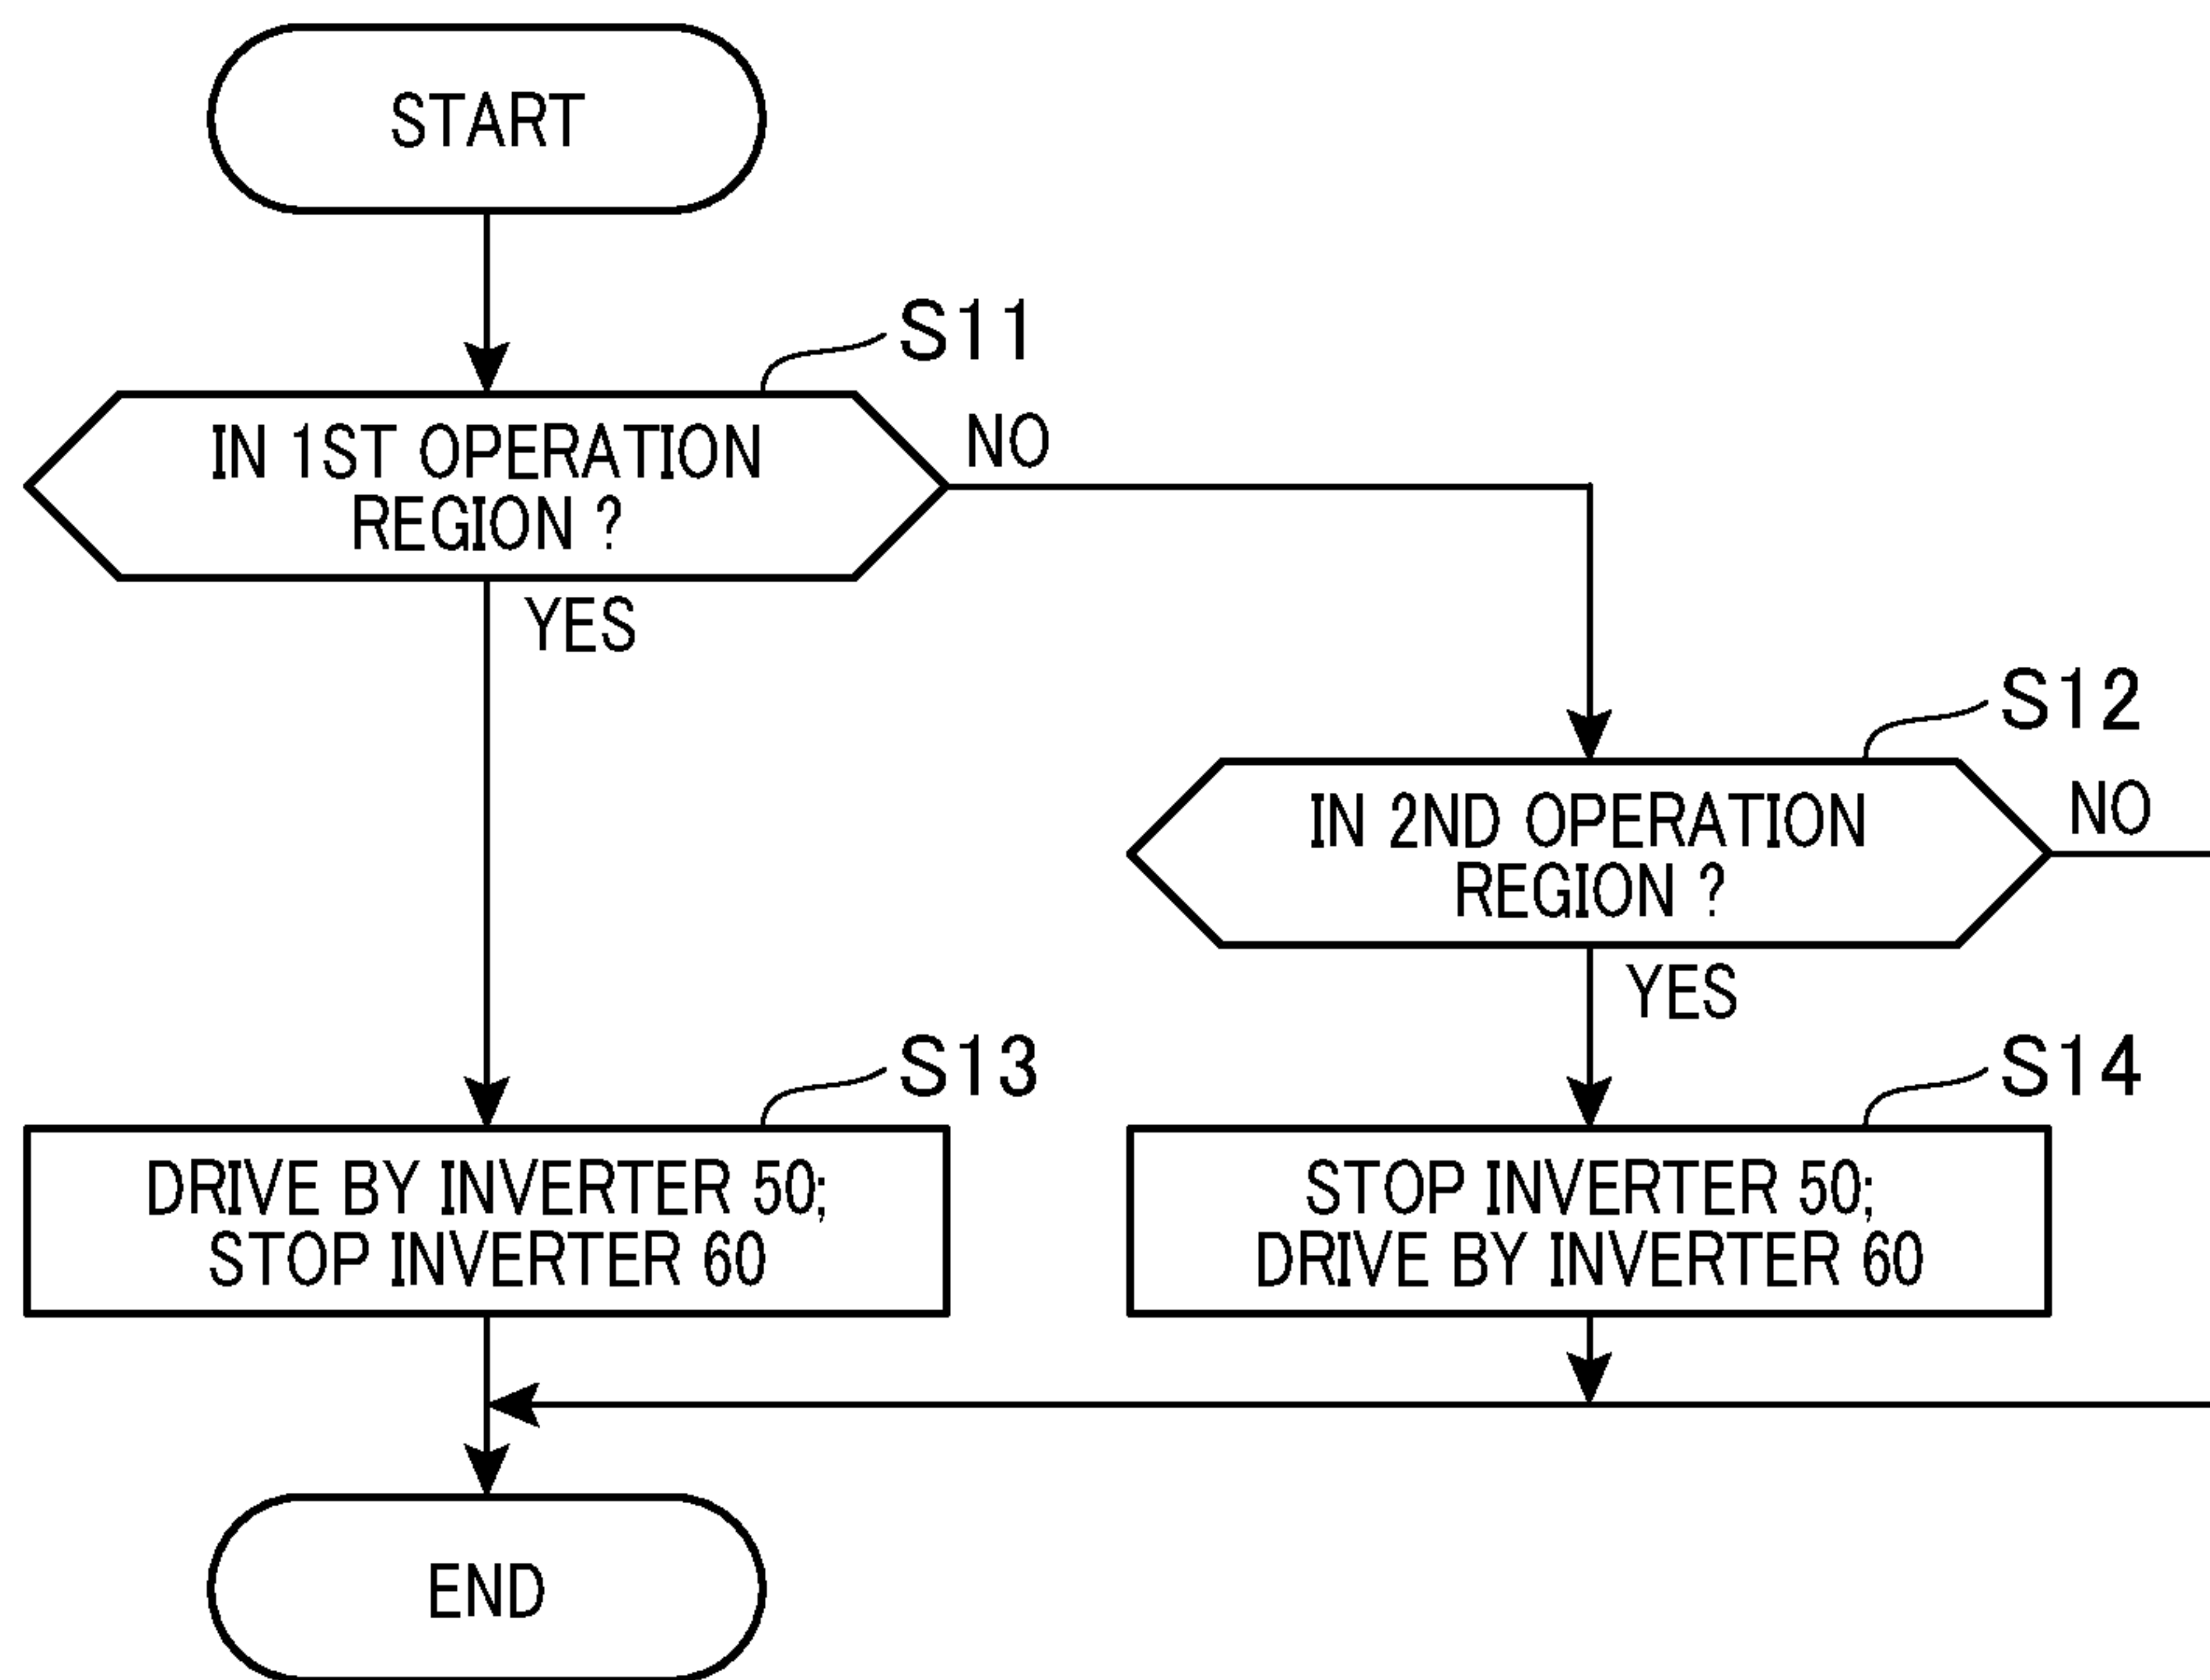 START
S11
IN 1ST OPERATION
REGION ?
NO
YES
S12
IN 2ND OPERATION
REGION ?
NO
YES
S13
DRIVE BY INVERTER 50;
STOP INVERTER 60
S14
STOP INVERTER 50;
DRIVE BY INVERTER 60
END